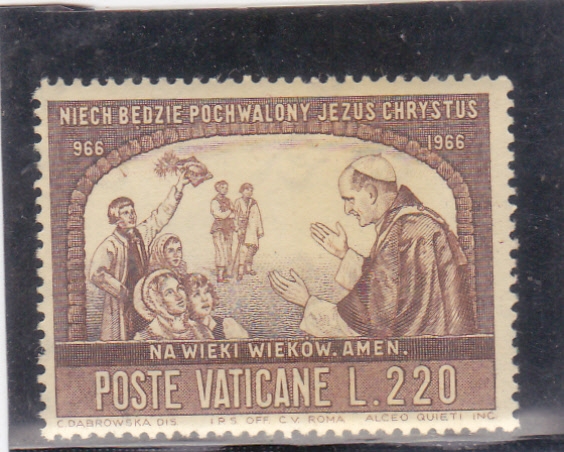 NIECH BEDZIE POCHWALONY JEZUS CHRYSTUS
966 1966
NA WIEKI WIEKÓW. AMEN.
POSTE VATICANE L. 220
C. DABROWSKA DIS. I.P.S. OFF. C.V. ROMA ALCEO QUIETI INC.